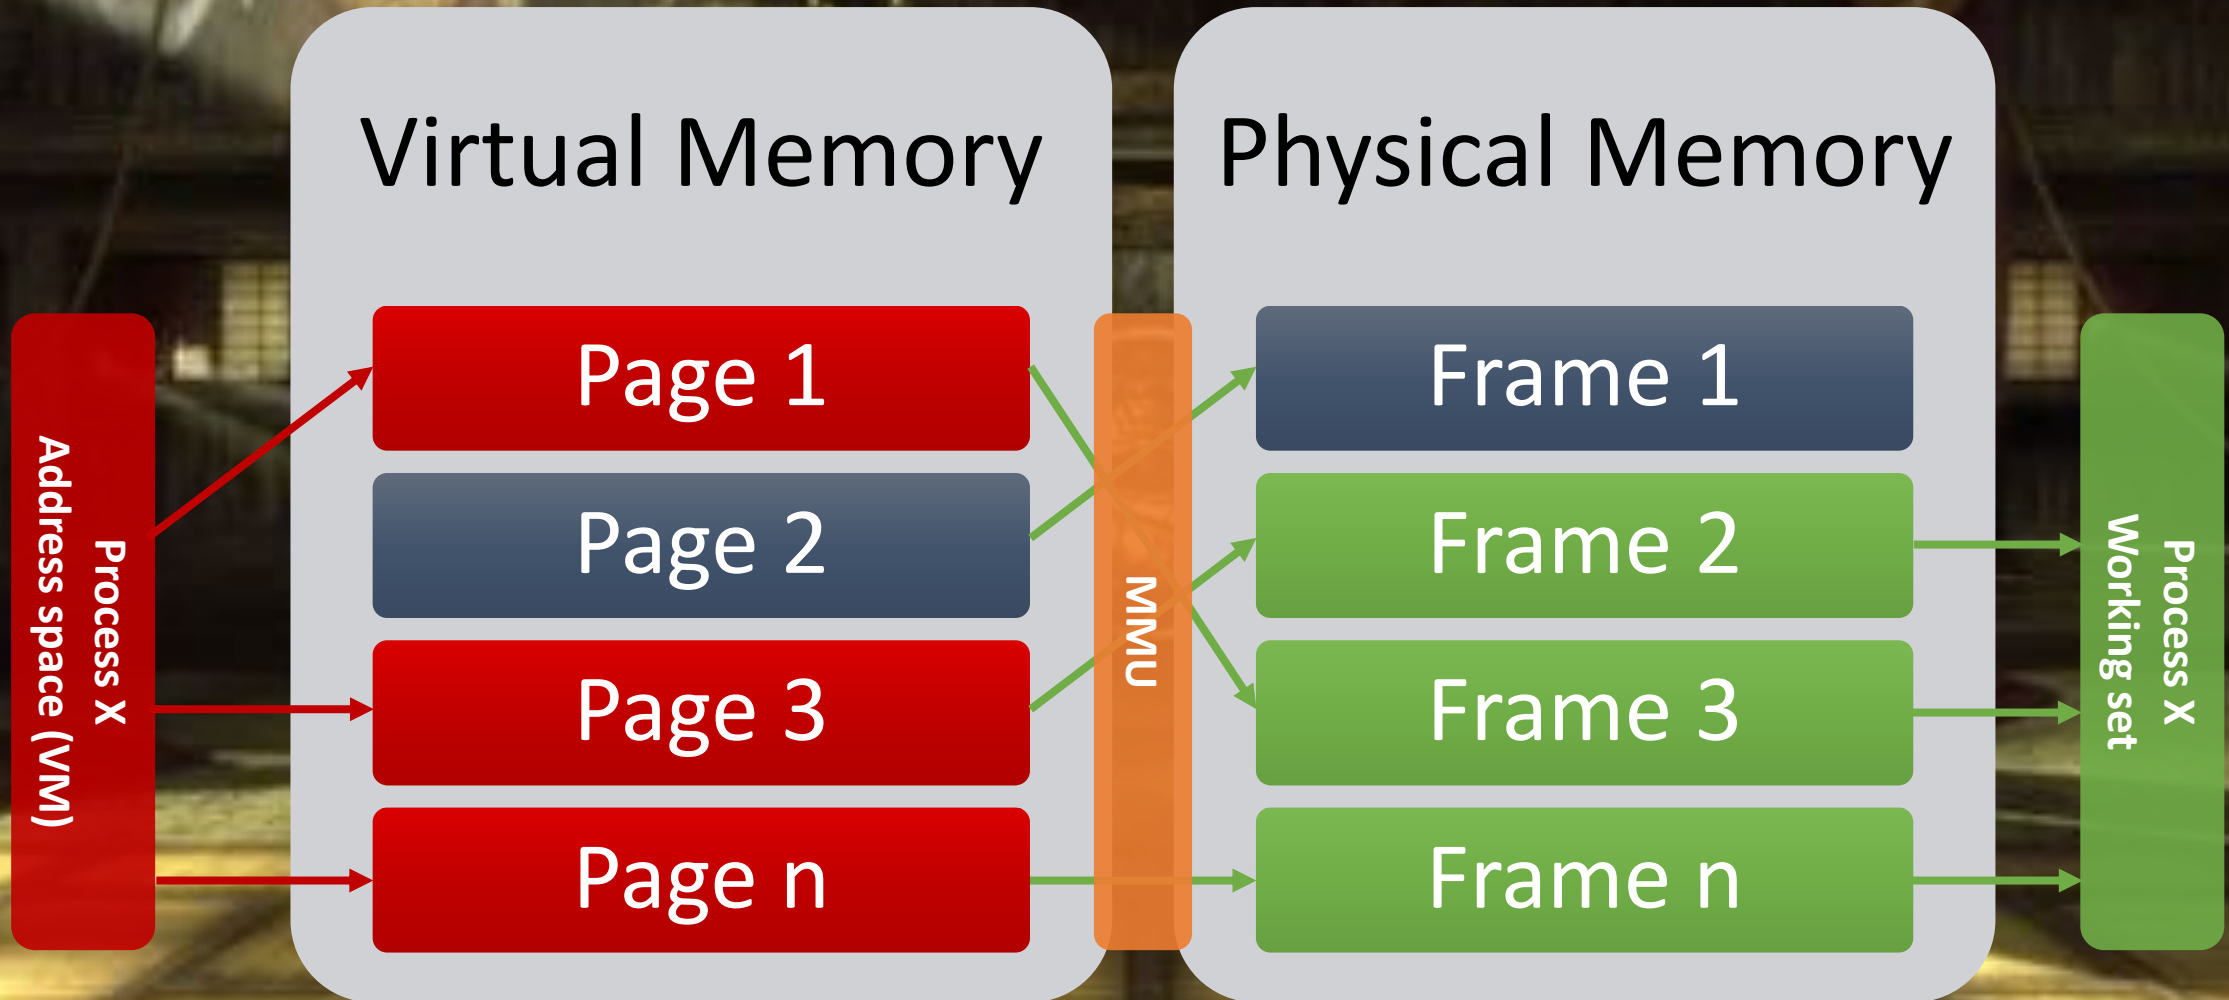 Virtual Memory
Physical Memory
Process X
Address space (VM)
Page 1
Page 2
Page 3
Page n
MMU
Frame 1
Frame 2
Frame 3
Frame n
Process X
Working set